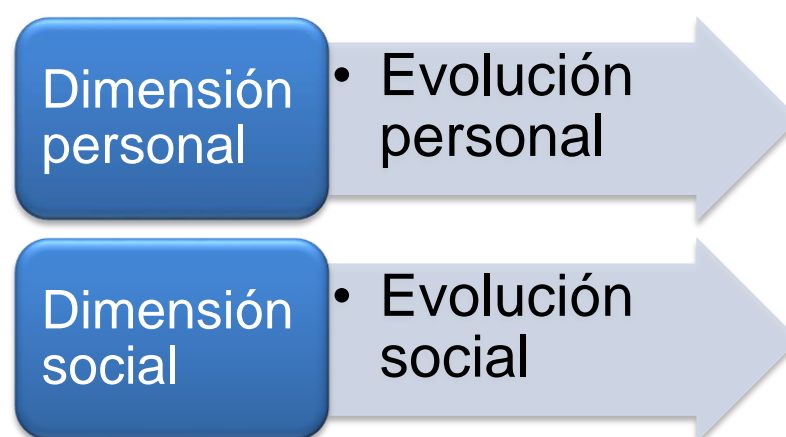 Dimensión
personal
• Evolución
personal
Dimensión
social
• Evolución
social